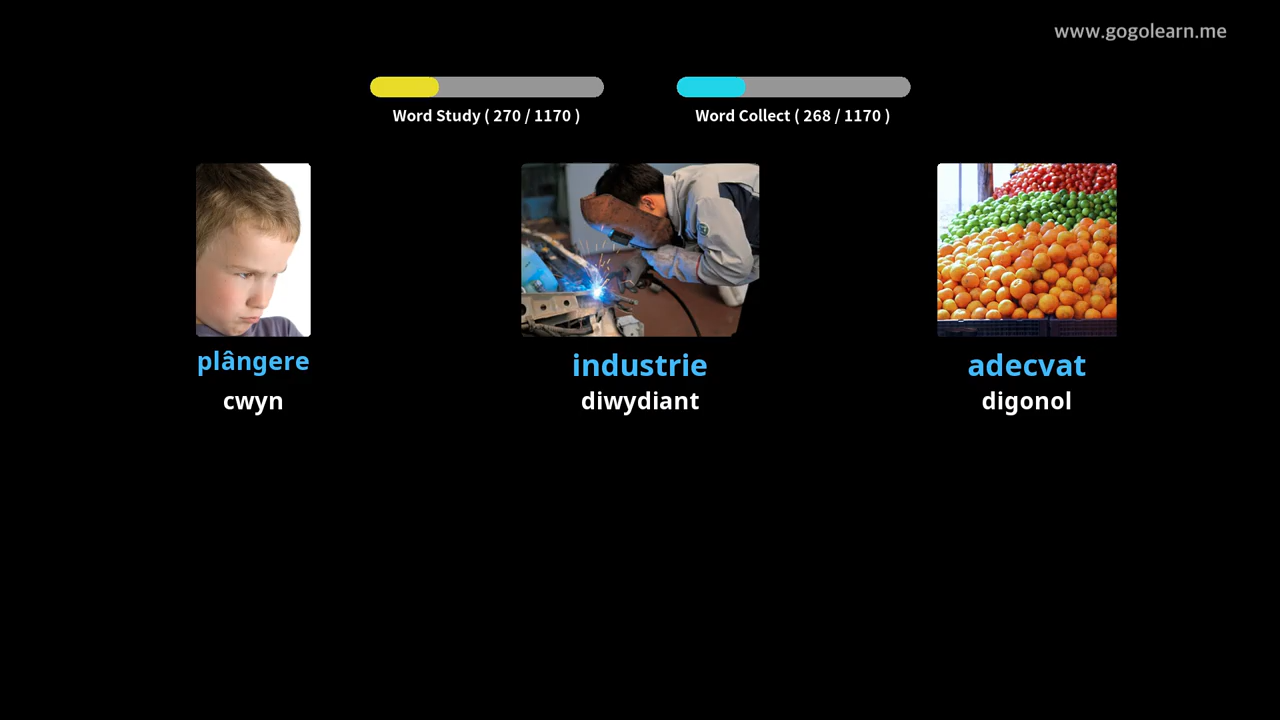 www.gogolearn.me
Word Study ( 270 / 1170 )
Word Collect ( 268 / 1170 )
plângere
industrie
adecvat
cwyn
diwydiant
digonol